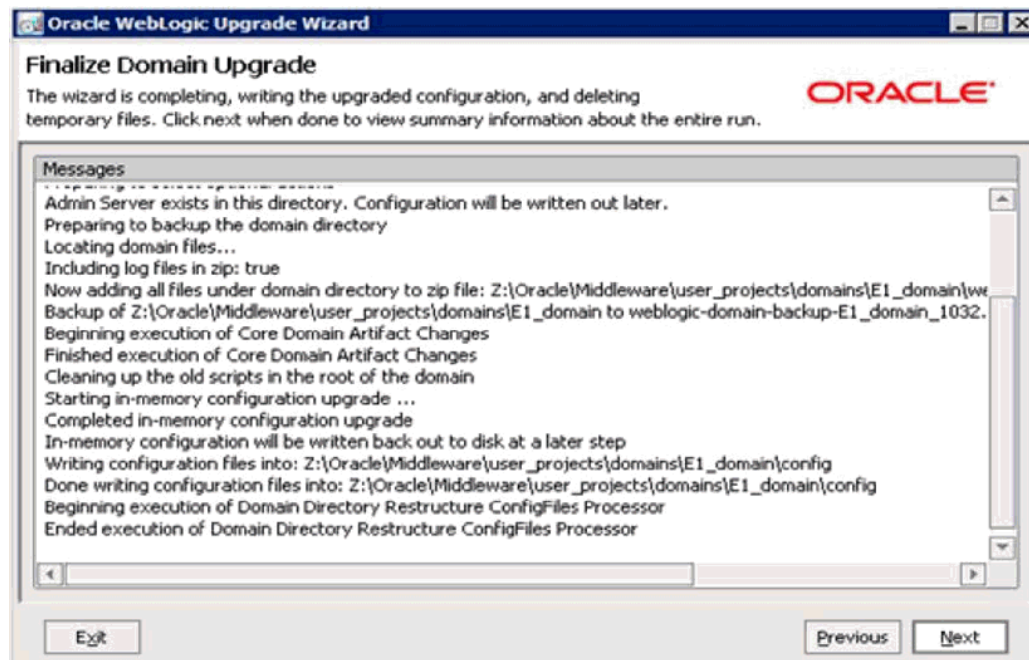 Oracle WebLogic Upgrade Wizard
Finalize Domain Upgrade
The wizard is completing, writing the upgraded configuration, and deleting
temporary files. Click next when done to view summary information about the entire run.
ORACLE
Messages
Admin Server exists in this directory. Configuration will be written out later.
Preparing to backup the domain directory
Locating domain files...
Including log files in zip: true
Now adding all files under domain directory to zip file: Z:\Oracle\Middleware\user_projects\domains\E1_domain\we
Backup of Z:\Oracle\Middleware\user_projects\domains\E1_domain to weblogic-domain-backup-E1_domain_1032.
Beginning execution of Core Domain Artifact Changes
Finished execution of Core Domain Artifact Changes
Cleaning up the old scripts in the root of the domain
Starting in-memory configuration upgrade ...
Completed in-memory configuration upgrade
In-memory configuration will be written back out to disk at a later step
Writing configuration files into: Z:\Oracle\Middleware\user_projects\domains\E1_domain\config
Done writing configuration files into: Z:\Oracle\Middleware\user_projects\domains\E1_domain\config
Beginning execution of Domain Directory Restructure ConfigFiles Processor
Ended execution of Domain Directory Restructure ConfigFiles Processor
Exit
Previous
Next